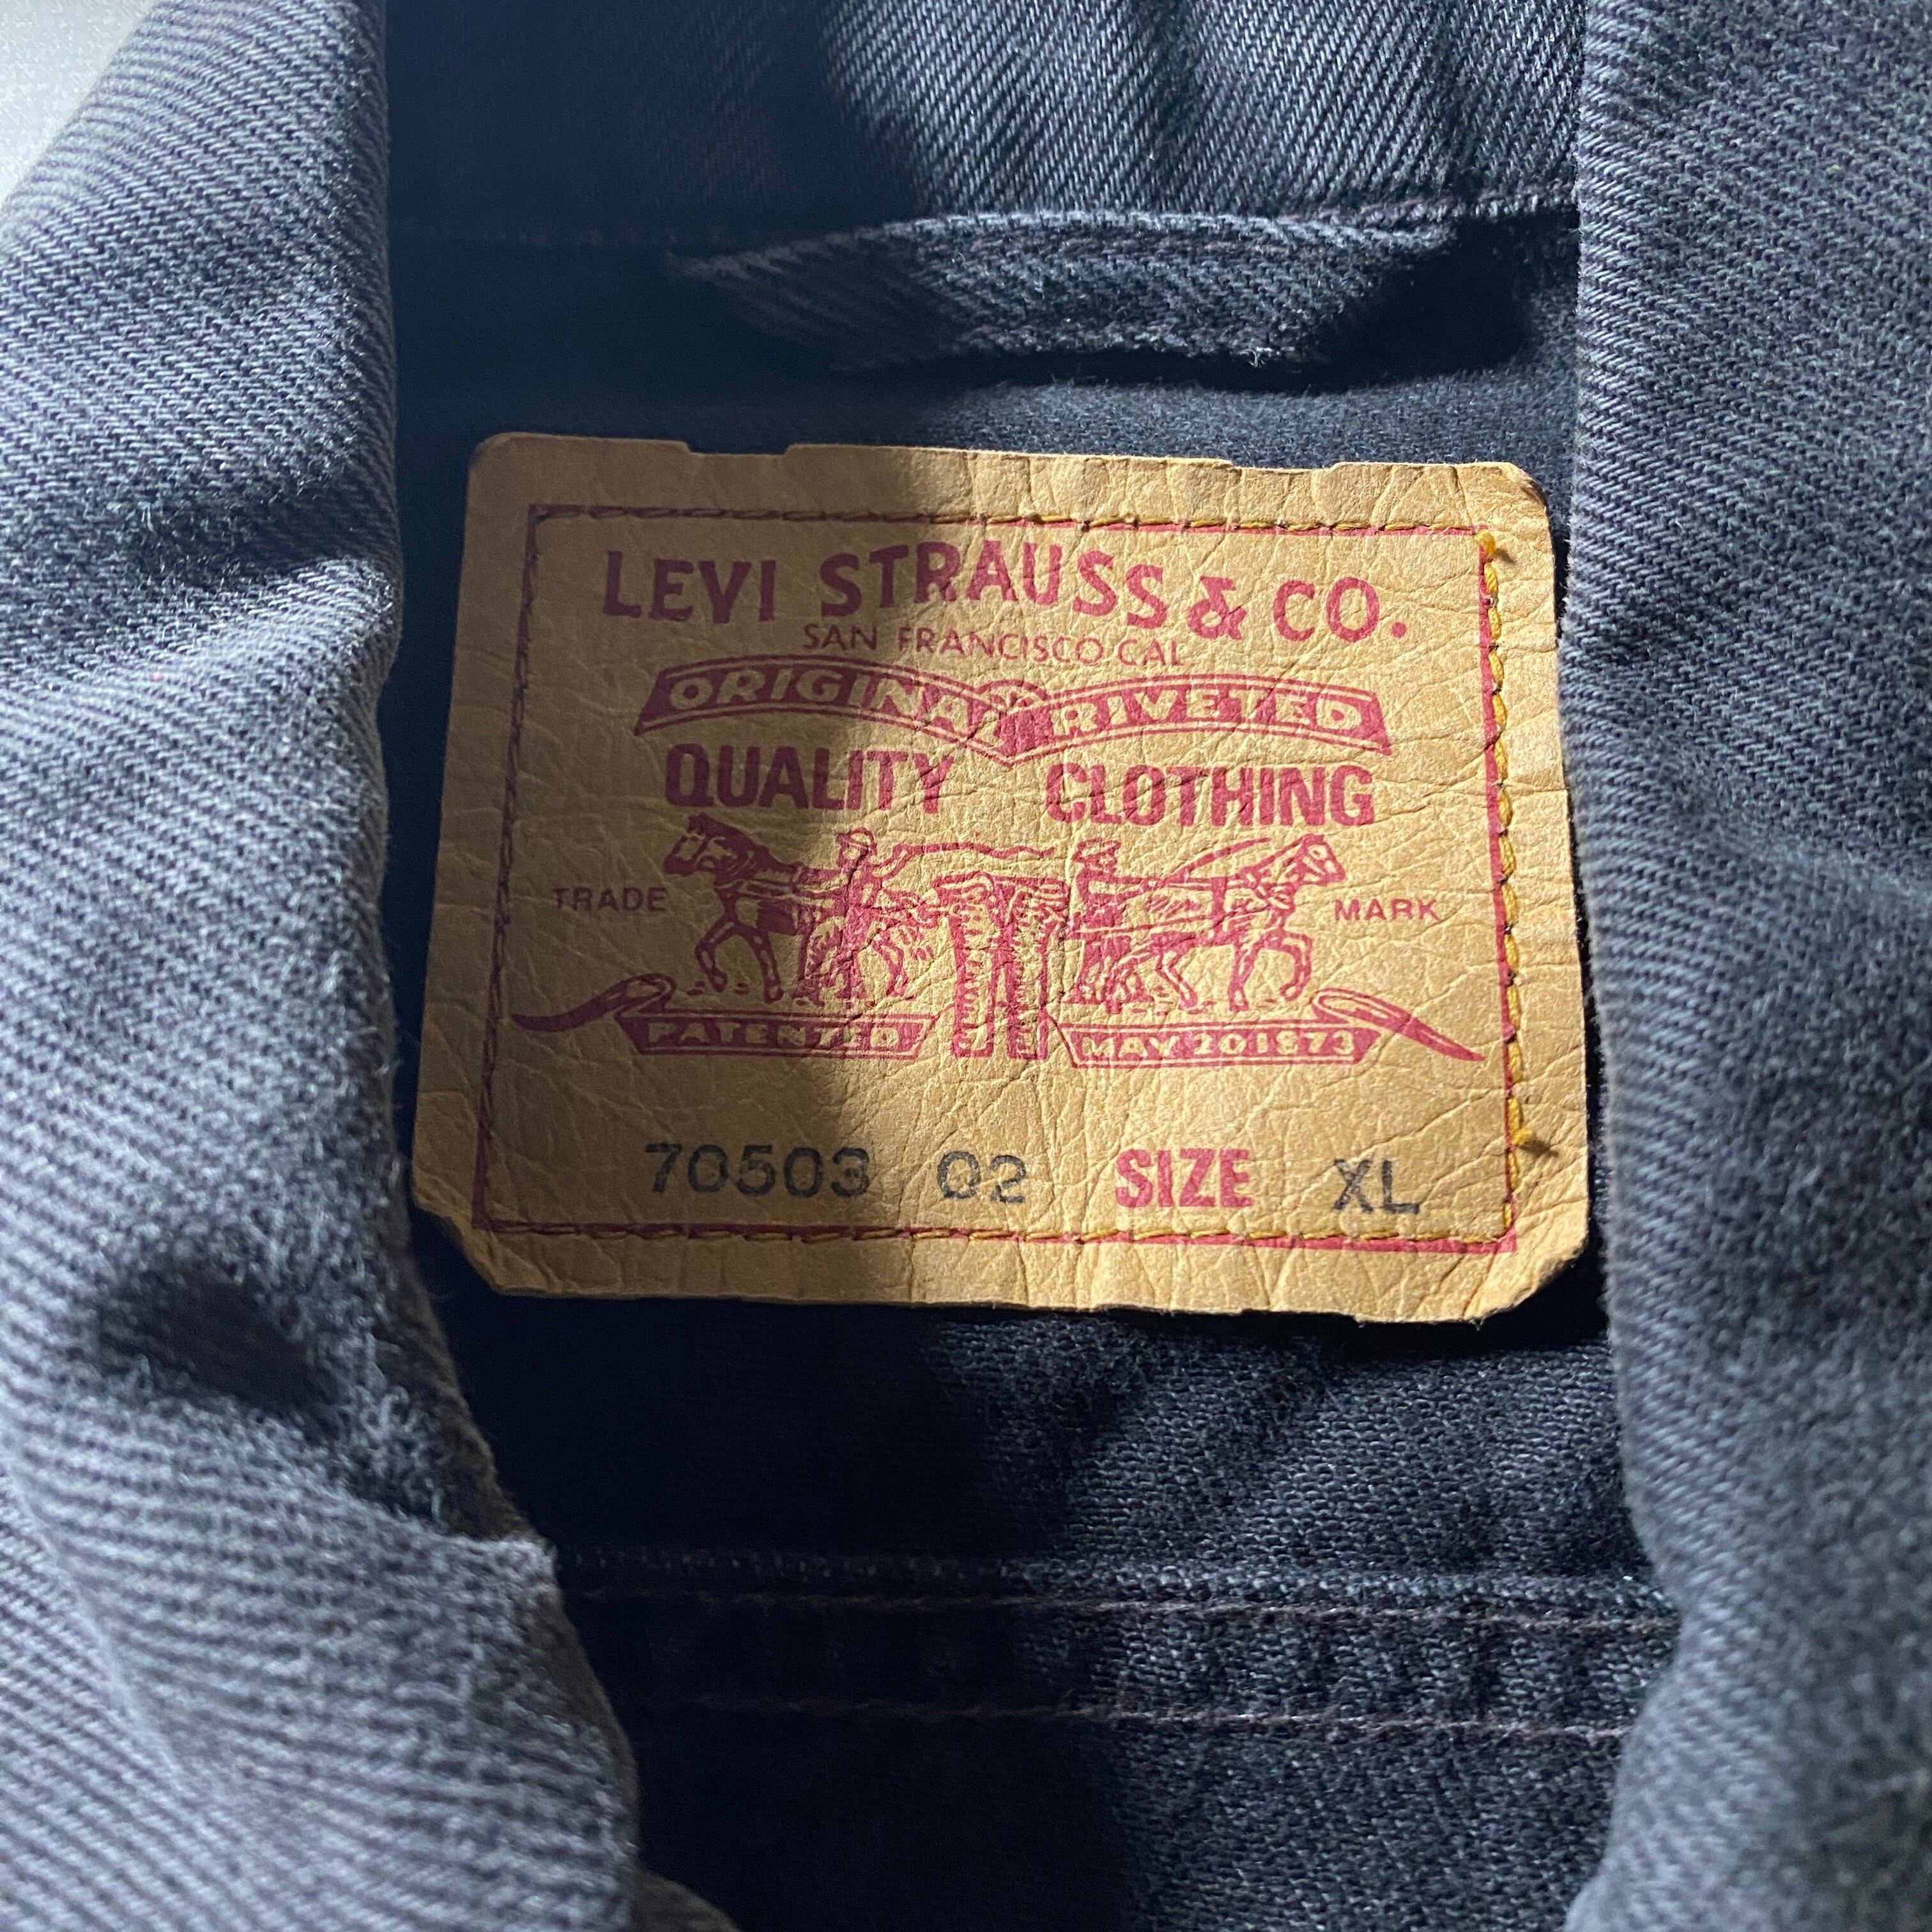 LEVI STRAUSS & CO.
SAN FRANCISCO CAL
ORIGINAL RIVETED
QUALITY CLOTHING
TRADE MARK
PATENTED MAY 20 1873
70503 02 SIZE XL